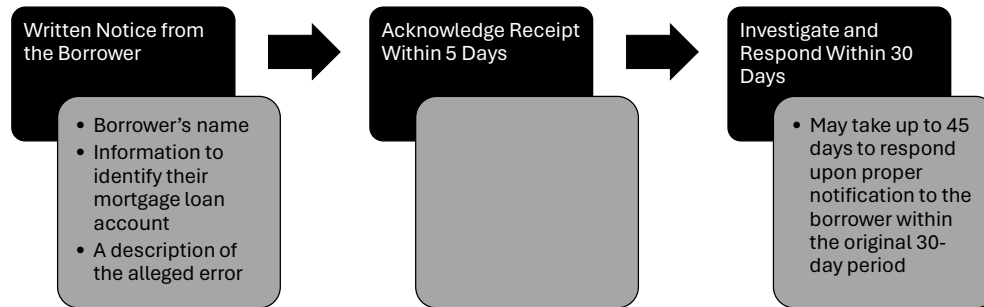 Written Notice from
the Borrower
• Borrower's name
• Information to
identify their
mortgage loan
account
• A description of
the alleged error
Acknowledge Receipt
Within 5 Days
Investigate and
Respond Within 30
Days
• May take up to 45
days to respond
upon proper
notification to the
borrower within
the original 30-
day period